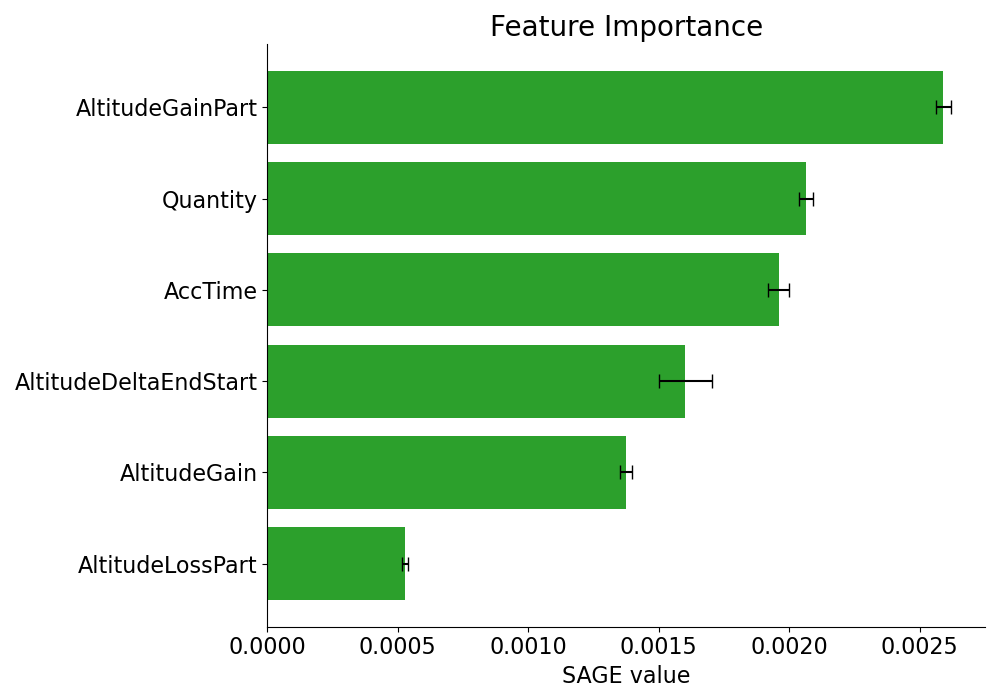 Feature Importance
AltitudeGainPart
Quantity
AccTime
AltitudeDeltaEndStart
AltitudeGain
AltitudeLossPart
0.0000 0.0005 0.0010 0.0015 0.0020 0.0025
SAGE value